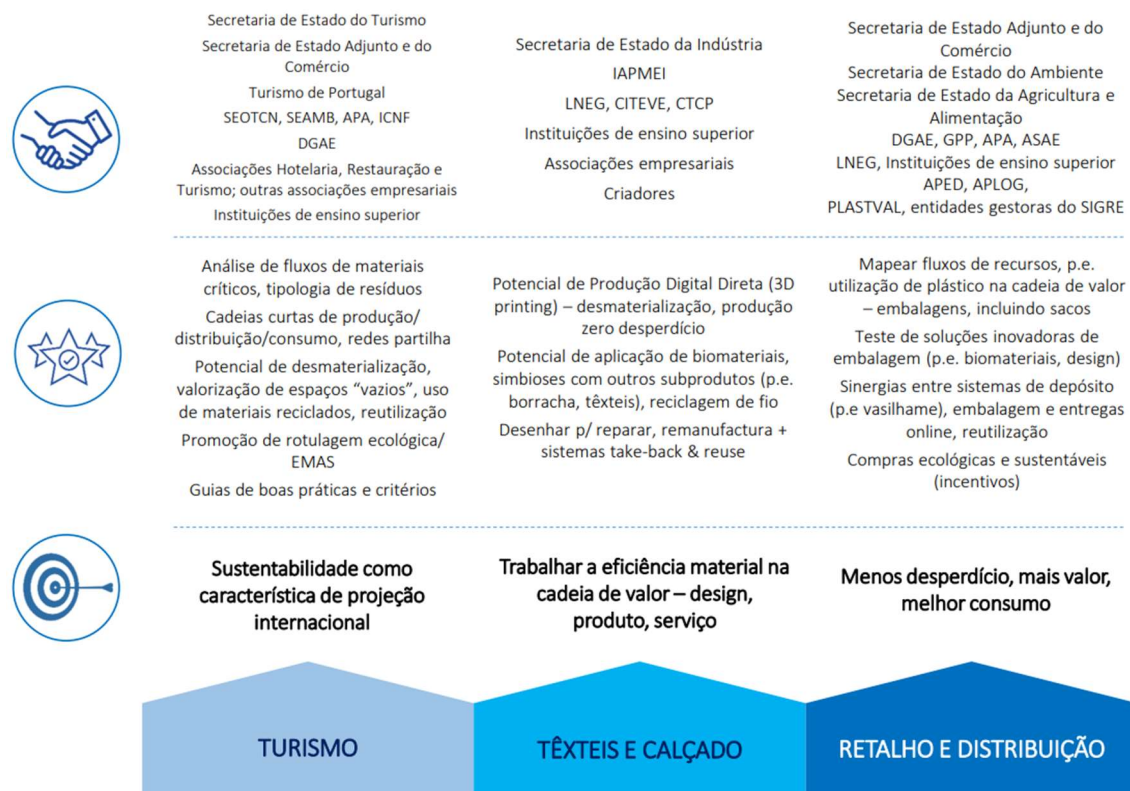 Secretaria de Estado do Turismo
Secretaria de Estado Adjunto e do
Comércio
Turismo de Portugal
SEOTCN, SEAMB, APA, ICNF
DGAE
Associações Hotelaria, Restauração e
Turismo; outras associações empresariais
Instituições de ensino superior
Secretaria de Estado da Indústria
IAPMEI
LNEG, CITEVE, CTCP
Instituições de ensino superior
Associações empresariais
Criadores
Secretaria de Estado Adjunto e do
Comércio
Secretaria de Estado do Ambiente
Secretaria de Estado da Agricultura e
Alimentação
DGAE, GPP, APA, ASAE
LNEG, Instituições de ensino superior
APED, APLOG,
PLASTVAL, entidades gestoras do SIGRE
Análise de fluxos de materiais
críticos, tipologia de resíduos
Cadeias curtas de produção/
distribuição/consumo, redes partilha
Potencial de desmaterialização,
valorização de espaços “vazios”, uso
de materiais reciclados, reutilização
Promoção de rotulagem ecológica/
EMAS
Guias de boas práticas e critérios
Potencial de Produção Digital Direta (3D
printing) – desmaterialização, produção
zero desperdício
Potencial de aplicação de biomateriais,
simbioses com outros subprodutos (p.e.
borracha, têxteis), reciclagem de fio
Desenhar p/ reparar, remanufactura +
sistemas take-back & reuse
Mapear fluxos de recursos, p.e.
utilização de plástico na cadeia de valor
– embalagens, incluindo sacos
Teste de soluções inovadoras de
embalagem (p.e. biomateriais, design)
Sinergias entre sistemas de depósito
(p.e vasilhame), embalagem e entregas
online, reutilização
Compras ecológicas e sustentáveis
(incentivos)
Sustentabilidade como
característica de projeção
internacional
Trabalhar a eficiência material na
cadeia de valor – design,
produto, serviço
Menos desperdício, mais valor,
melhor consumo
TURISMO
TÊXTEIS E CALÇADO
RETALHO E DISTRIBUIÇÃO